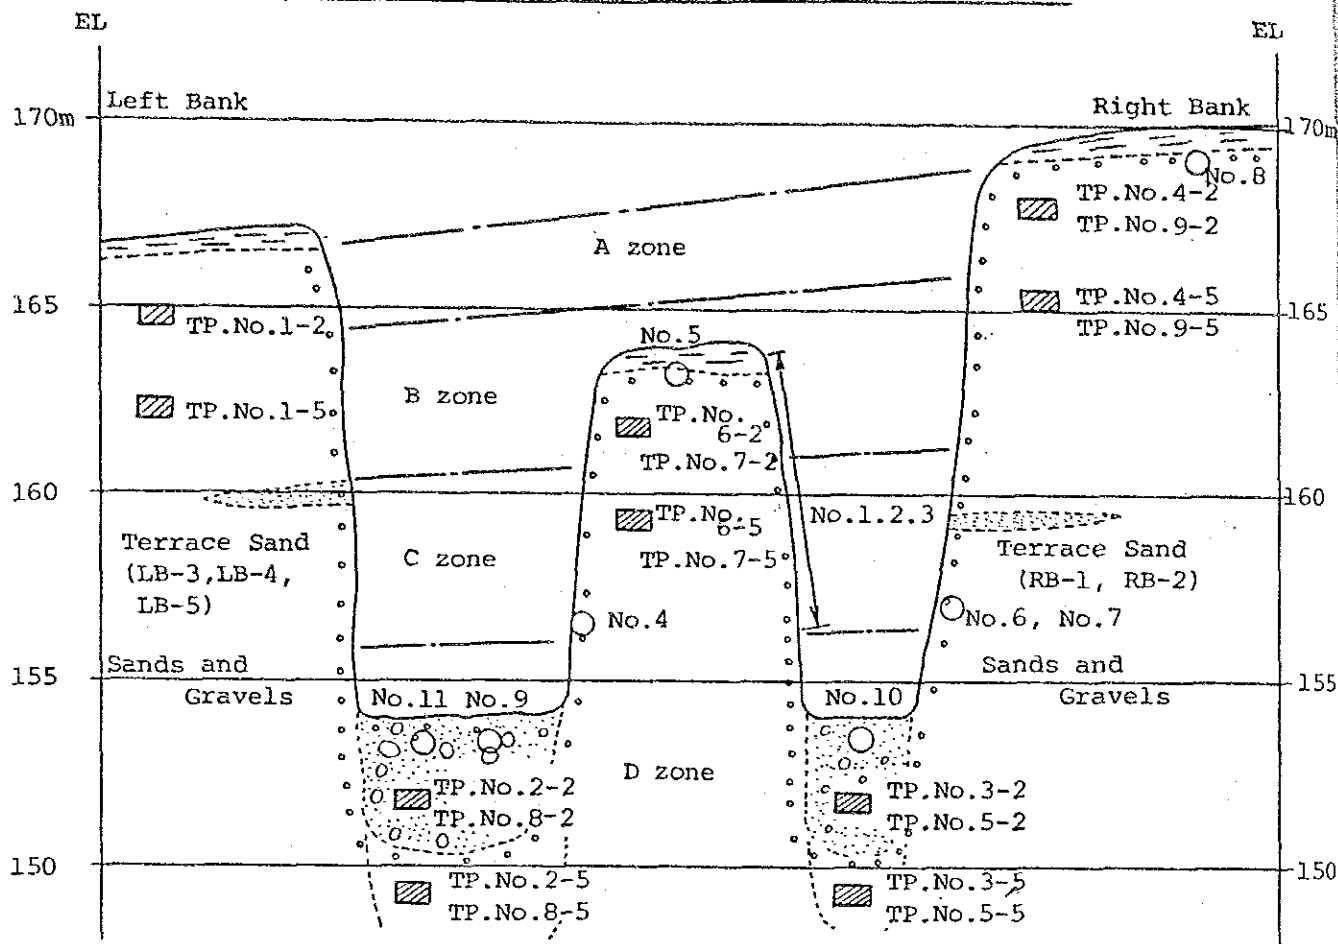 EL
EL
Left Bank
Right Bank
170m
170m
No.8
TP.No.4-2
TP.No.9-2
A zone
165
165
TP.No.4-5
TP.No.9-5
TP.No.1-2
No.5
B zone
TP.No.1-5
TP.No.
6-2
TP.No.7-2
160
160
TP.No.
6-5
TP.No.7-5
No.1.2.3
Terrace Sand
(LB-3,LB-4,
LB-5)
C zone
Terrace Sand
(RB-1, RB-2)
No.4
No.6, No.7
155
155
Sands and
Gravels
Sands and
Gravels
No.11 No.9
No.10
D zone
TP.No.2-2
TP.No.8-2
TP.No.3-2
TP.No.5-2
150
150
TP.No.2-5
TP.No.8-5
TP.No.3-5
TP.No.5-5